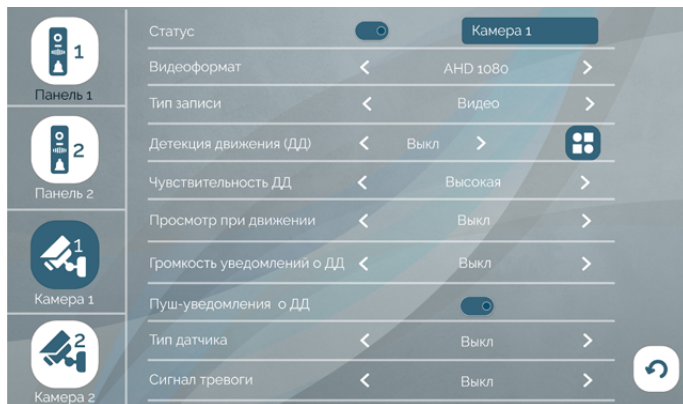 1
Панель 1
2
Панель 2
1
Камера 1
2
Камера 2
Статус Камера 1
Видеоформат AHD 1080
Тип записи Видео
Детекция движения (ДД) Выкл
Чувствительность ДД Высокая
Просмотр при движении Выкл
Громкость уведомлений о ДД Выкл
Пуш-уведомления о ДД
Тип датчика Выкл
Сигнал тревоги Выкл